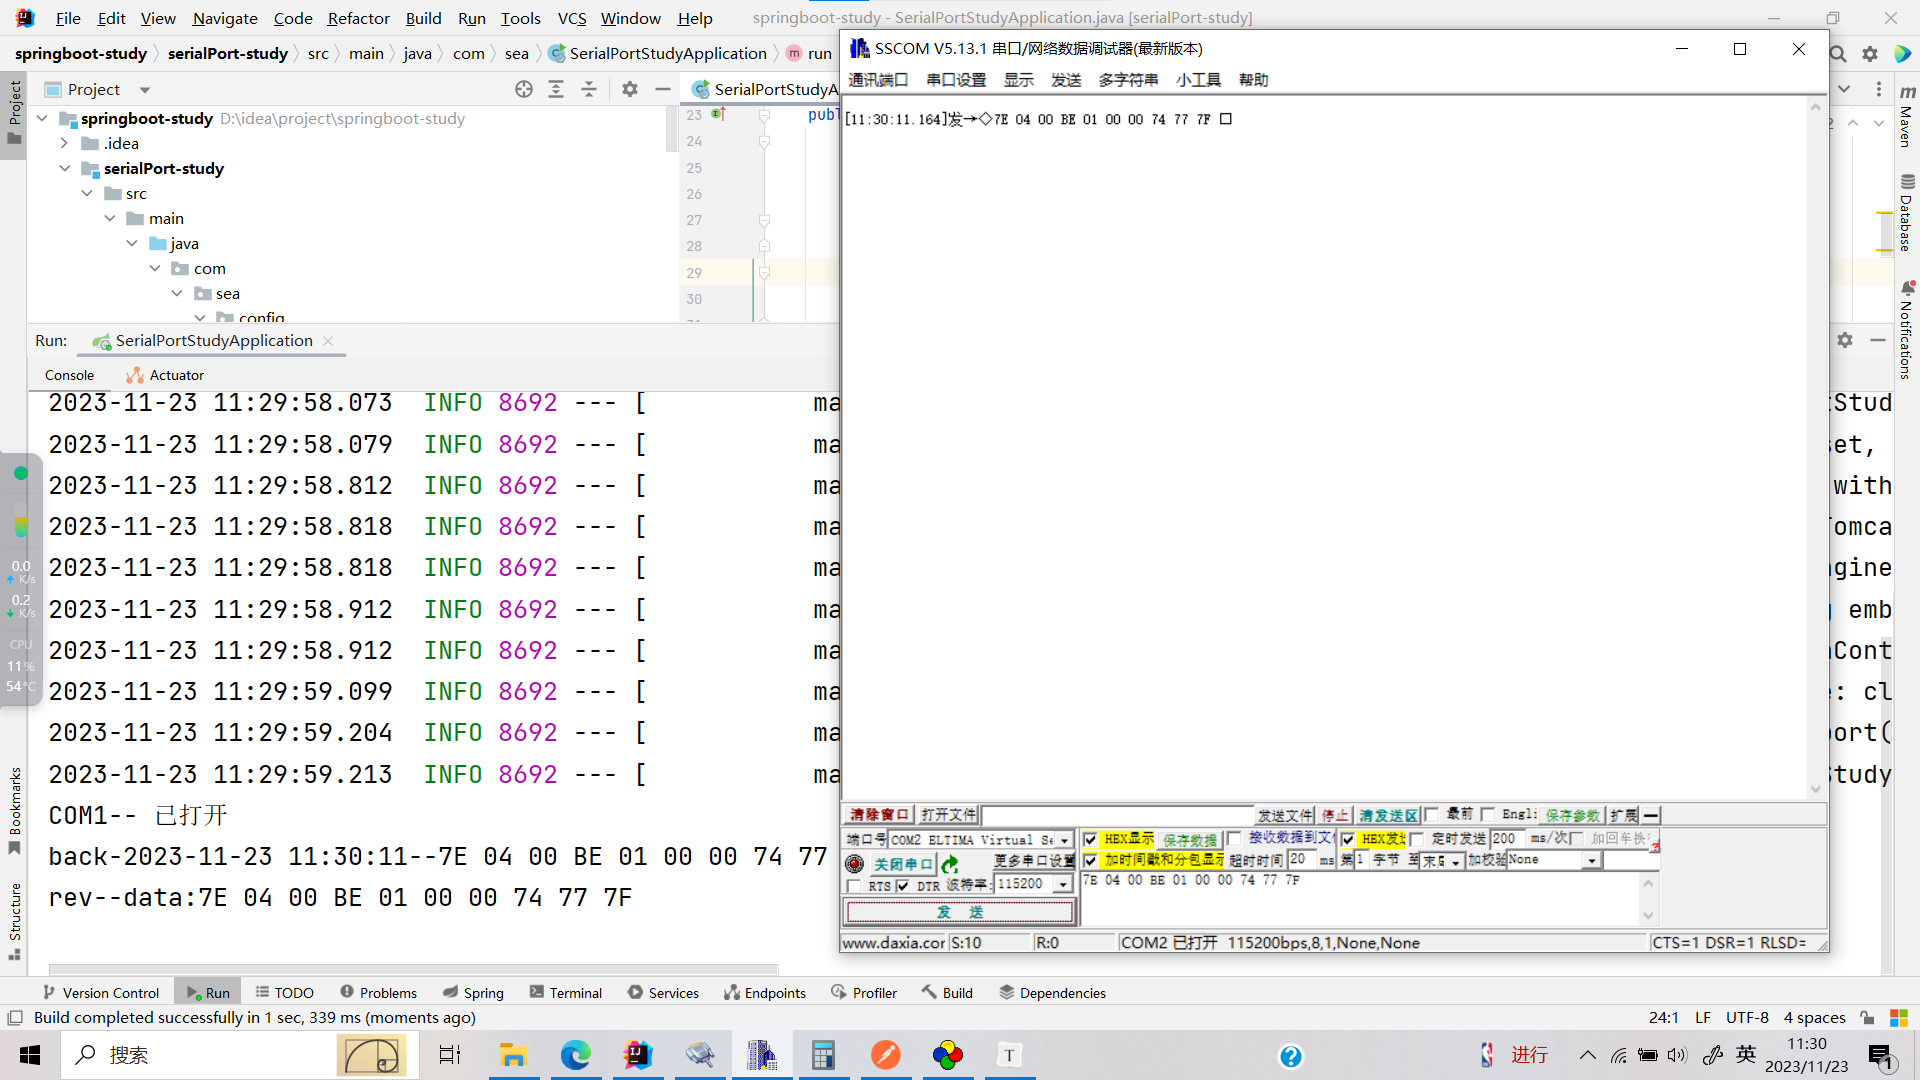 File Edit View Navigate Code Refactor Build Run Tools VCS Window Help springboot-study - SerialPortStudyApplication.java [serialPort-study]
springboot-study serialPort-study src main java com sea SerialPortStudyApplication run
Project
springboot-study D:\idea\project\springboot-study
.idea
serialPort-study
src
main
java
com
sea
config
SerialPortStudyA
23 publ
24
25
26
27
28
29
30
Run: SerialPortStudyApplication
Console Actuator
2023-11-23 11:29:58.073 INFO 8692 --- [ ma
2023-11-23 11:29:58.079 INFO 8692 --- [ ma
2023-11-23 11:29:58.812 INFO 8692 --- [ ma
2023-11-23 11:29:58.818 INFO 8692 --- [ ma
2023-11-23 11:29:58.818 INFO 8692 --- [ ma
2023-11-23 11:29:58.912 INFO 8692 --- [ ma
2023-11-23 11:29:58.912 INFO 8692 --- [ ma
2023-11-23 11:29:59.099 INFO 8692 --- [ ma
2023-11-23 11:29:59.204 INFO 8692 --- [ ma
2023-11-23 11:29:59.213 INFO 8692 --- [ ma
COM1-- 已打开
back-2023-11-23 11:30:11--7E 04 00 BE 01 00 00 74 77
rev--data:7E 04 00 BE 01 00 00 74 77 7F
tStud
set,
with
Tomca
ngine
g emb
nCont
e: cl
port(
Study
SSCOM V5.13.1 串口/网络数据调试器(最新版本)
通讯端口 串口设置 显示 发送 多字符串 小工具 帮助
[11:30:11.164]发→◇7E 04 00 BE 01 00 00 74 77 7F □
清除窗口 打开文件 发送文件 停止 清发送区 最前 Engli 保存参数 扩展 —
端口号 COM2 ELTIMA Virtual Se HEX显示 保存数据 接收数据到文 HEX发 定时发送 200 ms/次 加回车换
关闭串口 更多串口设置 加时间戳和分包显示 超时时间 20 ms 第1 字节 至 末 加校验 None
RTS DTR 波特率: 115200
7E 04 00 BE 01 00 00 74 77 7F
发 送
www.daxia.cor S:10 R:0 COM2 已打开 115200bps,8,1,None,None CTS=1 DSR=1 RLSD=
Project
Bookmarks
Structure
Maven
Database
Notifications
0.0
K/s
0.2
K/s
CPU
11%
54℃
Version Control Run TODO Problems Spring Terminal Services Endpoints Profiler Build Dependencies
Build completed successfully in 1 sec, 339 ms (moments ago) 24:1 LF UTF-8 4 spaces
搜索 进行 英 11:30
2023/11/23 1